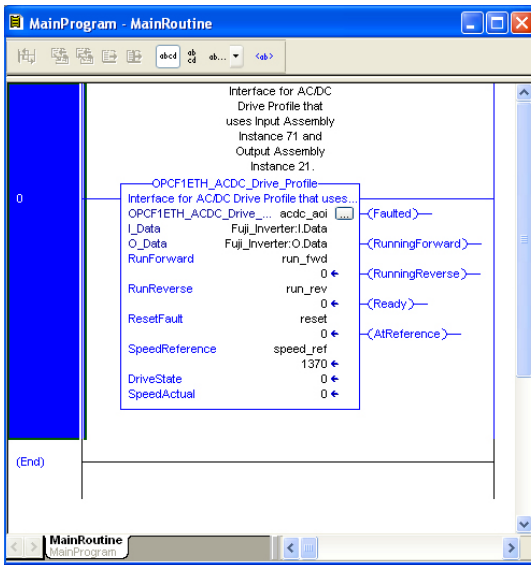 MainProgram - MainRoutine
abcd ab cd ab... <ab>
Interface for AC/DC
Drive Profile that
uses Input Assembly
Instance 71 and
Output Assembly
Instance 21.
OPCF1ETH_ACDC_Drive_Profile
0 Interface for AC/DC Drive Profile that uses...
OPCF1ETH_ACDC_Drive_... acdc_aoi ... (Faulted)
I_Data Fuji_Inverter:I.Data
O_Data Fuji_Inverter:O.Data (RunningForward)
RunForward run_fwd
0 (RunningReverse)
RunReverse run_rev
0 (Ready)
ResetFault reset
0 (AtReference)
SpeedReference speed_ref
1370
DriveState 0
SpeedActual 0
(End)
MainRoutine
MainProgram